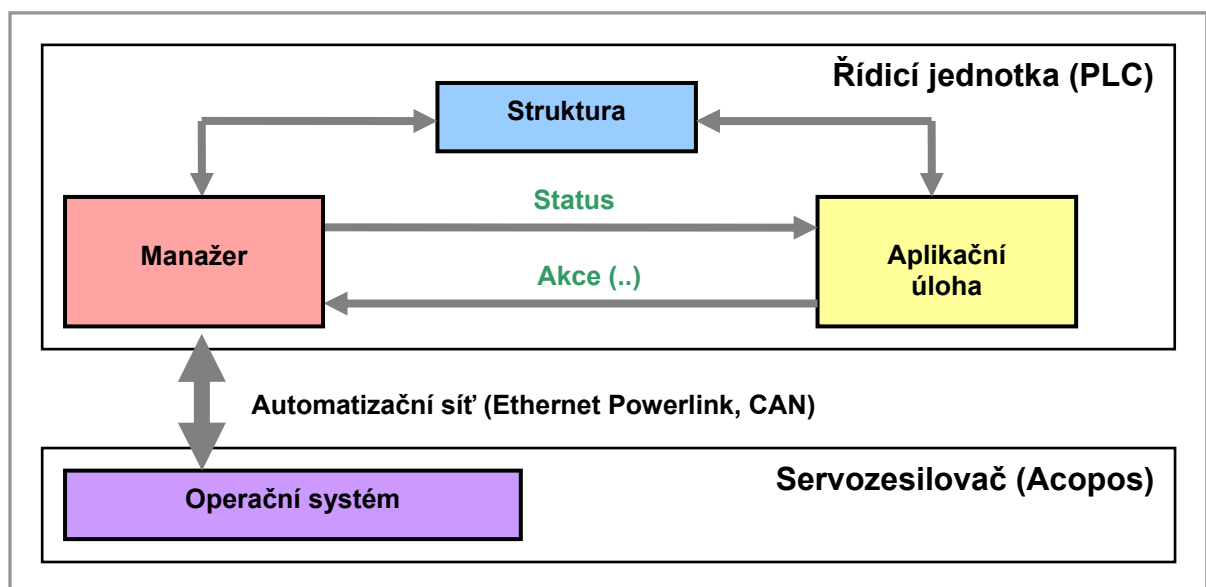 Řídicí jednotka (PLC)
Struktura
Status
Manažer
Aplikační
úloha
Akce (..)
Automatizační síť (Ethernet Powerlink, CAN)
Servozesilovač (Acopos)
Operační systém